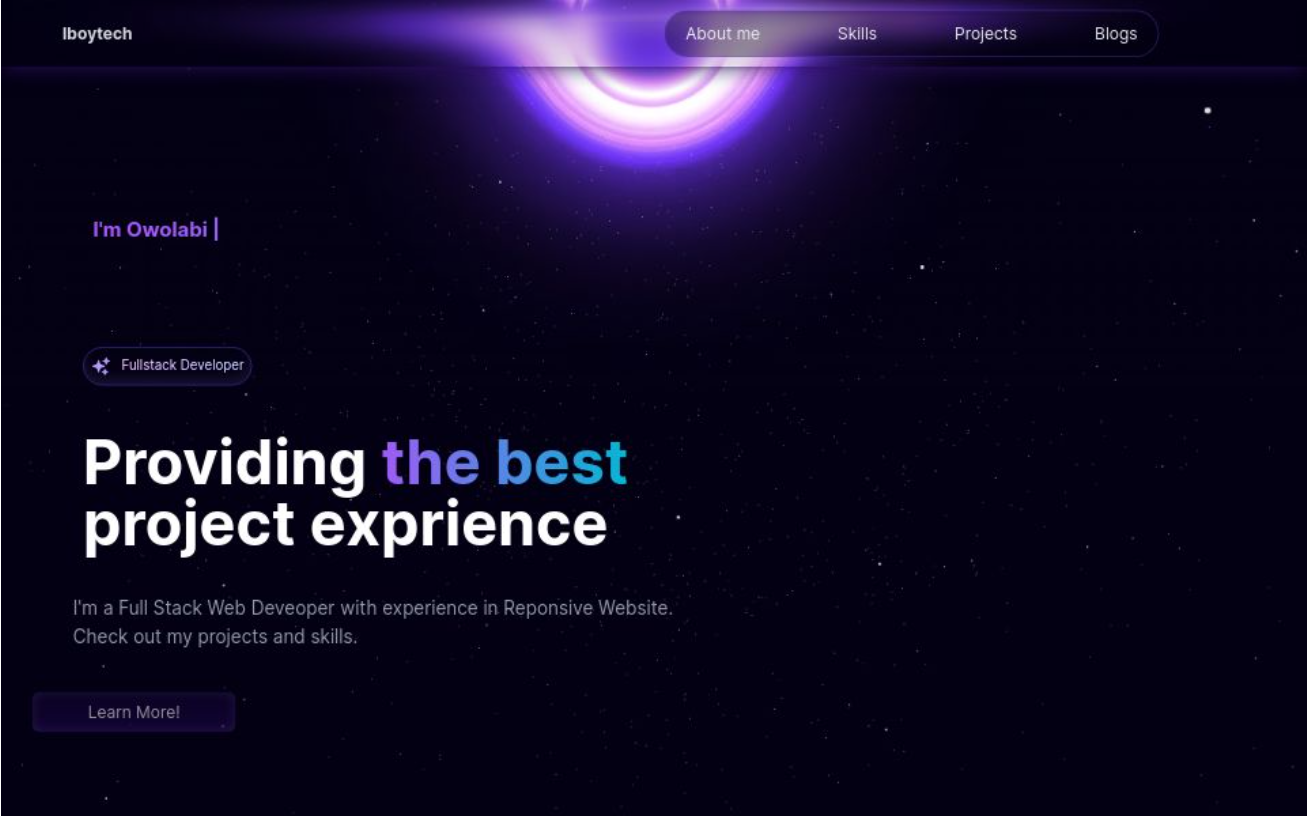 Iboytech
About me Skills Projects Blogs
I'm Owolabi
Fullstack Developer
Providing the best
project exprience
I'm a Full Stack Web Deveoper with experience in Reponsive Website.
Check out my projects and skills.
Learn More!